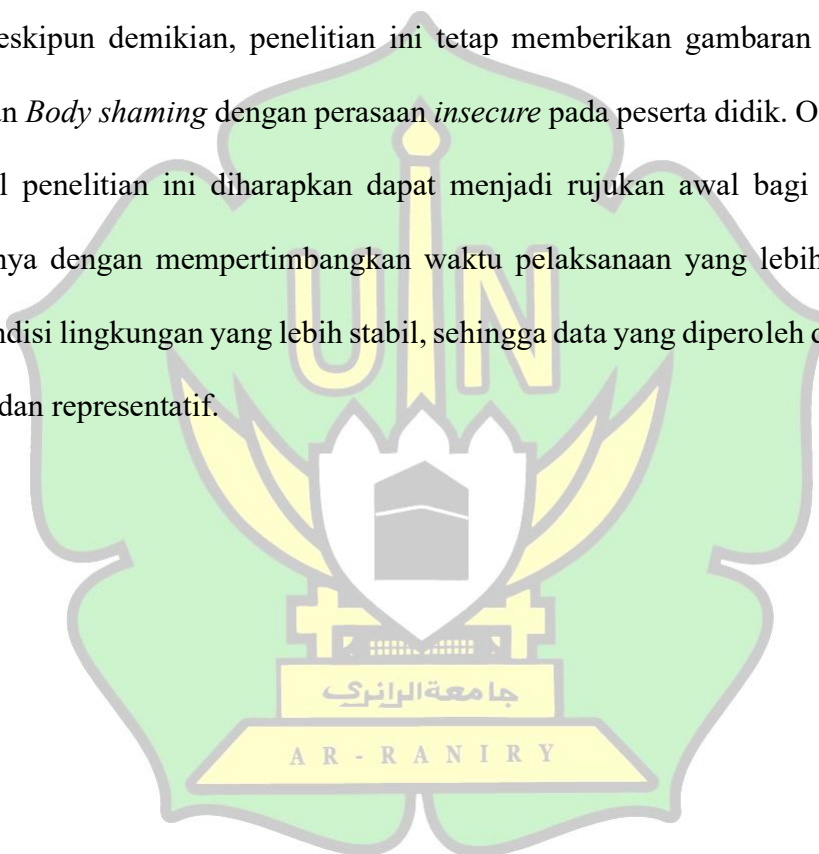 eskipun demikian, penelitian ini tetap memberikan gambaran
n Body shaming dengan perasaan insecure pada peserta didik. O
l penelitian ini diharapkan dapat menjadi rujukan awal bagi
nya dengan mempertimbangkan waktu pelaksanaan yang lebih
ndisi lingkungan yang lebih stabil, sehingga data yang diperoleh d
dan representatif.
UIN
جامعة الرانري
AR-RANIRY